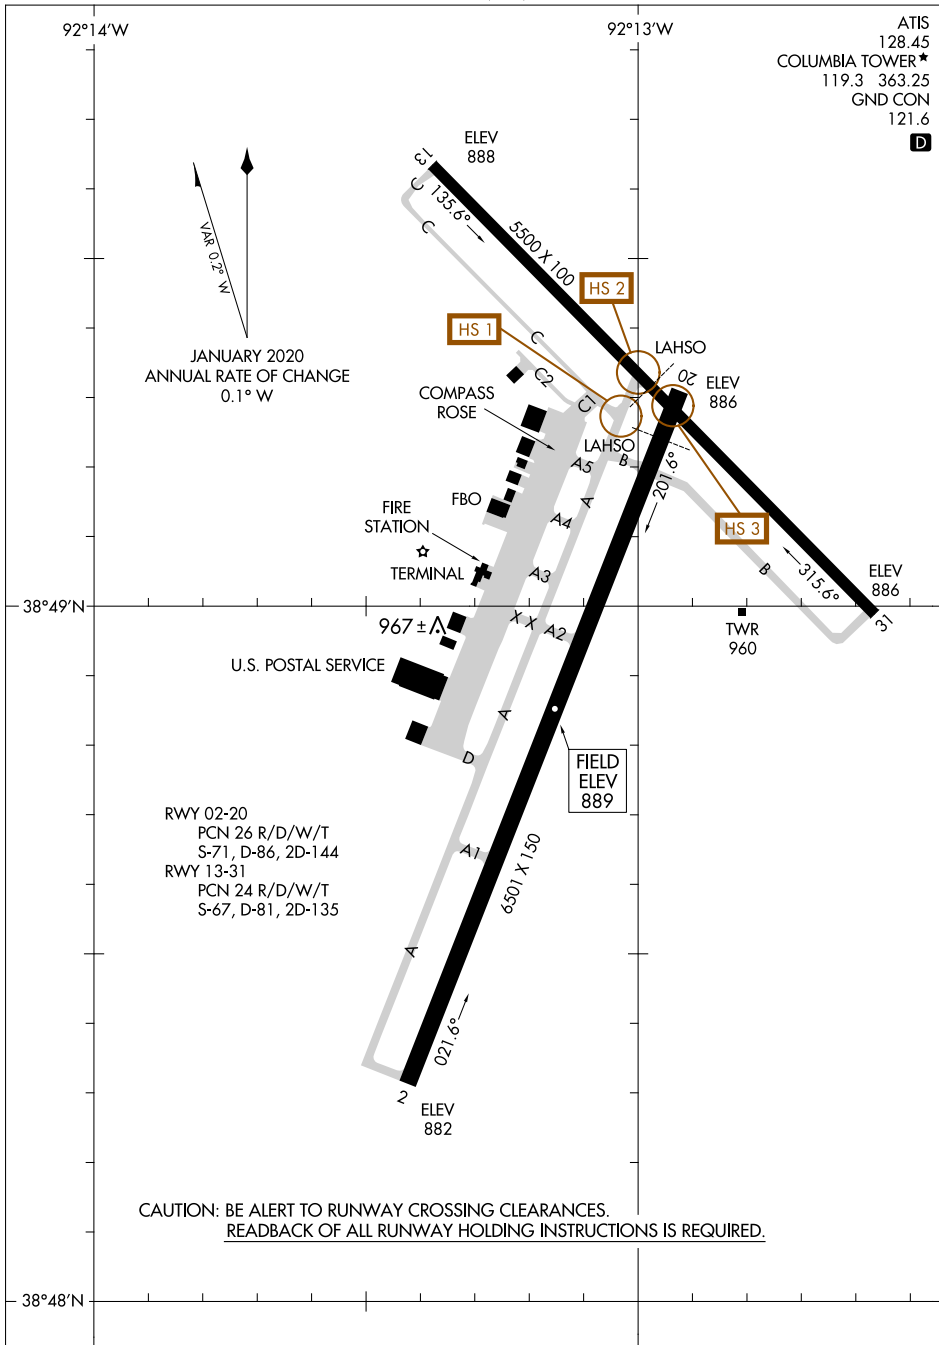 92°14'W
92°13'W
ATIS
128.45
COLUMBIA TOWER★
119.3 363.25
GND CON
121.6
D
ELEV
888
13
C
135.6°
C
5500 X 100
VAR 0.2° W
HS 2
HS 1
C
LAHSO
JANUARY 2020
ANNUAL RATE OF CHANGE
0.1° W
20
ELEV
886
C2
COMPASS
ROSE
C1
LAHSO
A5
B
201.6°
FBO
A
A4
HS 3
FIRE
STATION
TERMINAL
A3
B
315.6°
ELEV
886
38°49'N
31
X X A2
967 ±
TWR
960
U.S. POSTAL SERVICE
A
D
FIELD
ELEV
889
RWY 02-20
PCN 26 R/D/W/T
S-71, D-86, 2D-144
RWY 13-31
PCN 24 R/D/W/T
S-67, D-81, 2D-135
A1
6501 X 150
A
021.6°
2
ELEV
882
CAUTION: BE ALERT TO RUNWAY CROSSING CLEARANCES.
READBACK OF ALL RUNWAY HOLDING INSTRUCTIONS IS REQUIRED.
38°48'N